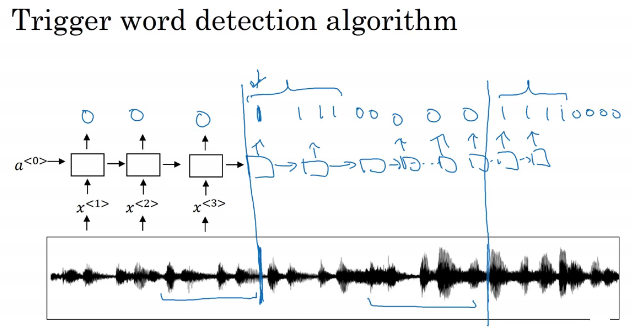 Trigger word detection algorithm
0 0 0 1 1 1 1 0 0 0 0 0 1 1 1 1 0 0 0 0
a<0>
x<1> x<2> x<3>